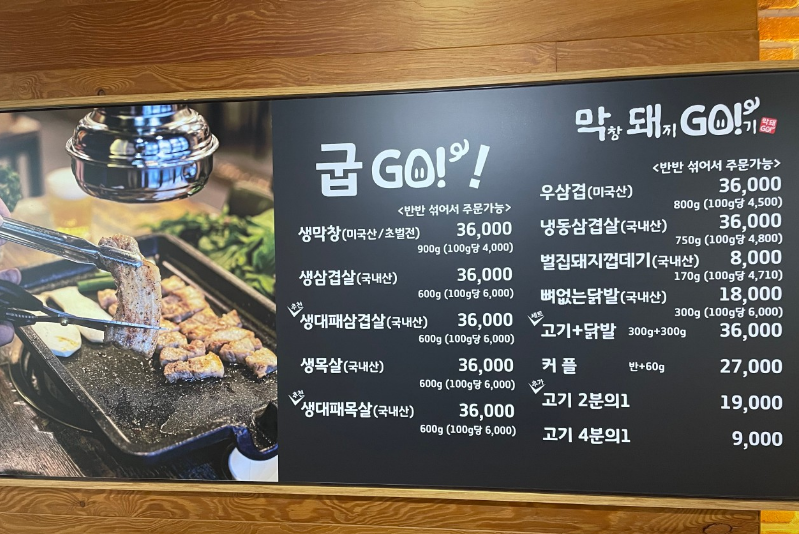 굽 GO! !
<반반 섞어서 주문가능>
생막창(미국산/초벌전) 36,000
900g (100g당 4,000)
생삼겹살(국내산) 36,000
600g (100g당 6,000)
추천
생대패삼겹살(국내산) 36,000
600g (100g당 6,000)
생목살(국내산) 36,000
600g (100g당 6,000)
추천
생대패목살(국내산) 36,000
600g (100g당 6,000)
막창 돼지 GO!기
막돼GO!
<반반 섞어서 주문가능>
우삼겹(미국산) 36,000
800g (100g당 4,500)
냉동삼겹살(국내산) 36,000
750g (100g당 4,800)
벌집돼지껍데기(국내산) 8,000
170g (100g당 4,710)
뼈없는닭발(국내산) 18,000
300g (100g당 6,000)
세트
고기+닭발 300g+300g 36,000
커 플 반+60g 27,000
추가
고기 2분의1 19,000
고기 4분의1 9,000